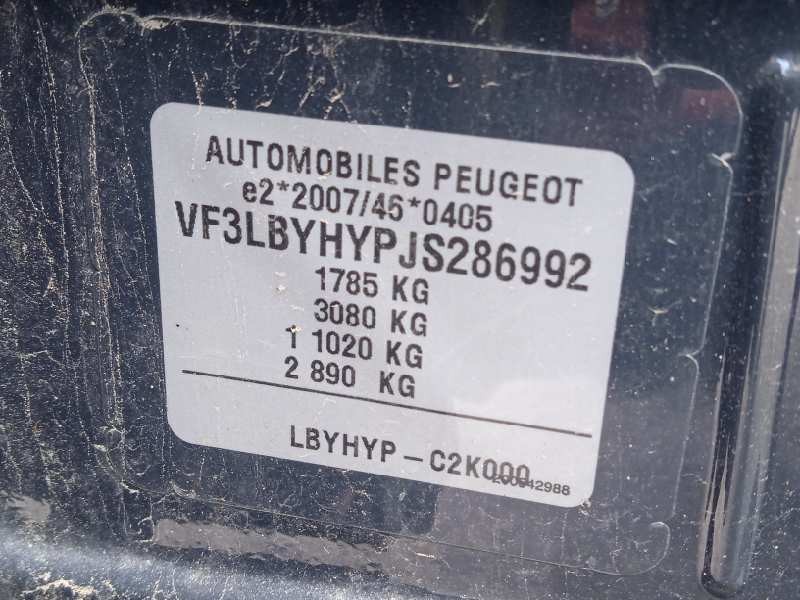 AUTOMOBILES PEUGEOT
e2*2007/46*0405
VF3LBYHYPJS286992
1785 KG
3080 KG
1 1020 KG
2 890 KG
LBYHYP - C2K000